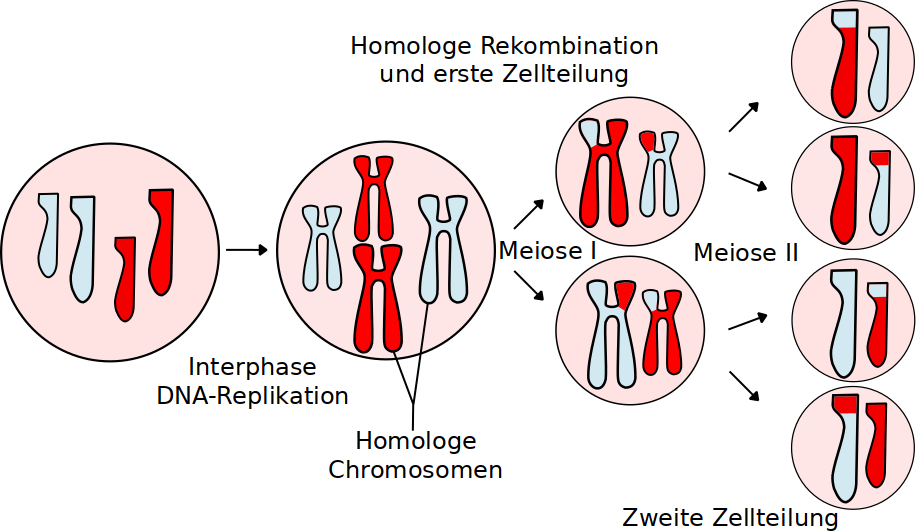 Homologe Rekombination
und erste Zellteilung
Meiose I
Meiose II
Interphase
DNA-Replikation
Homologe
Chromosomen
Zweite Zellteilung